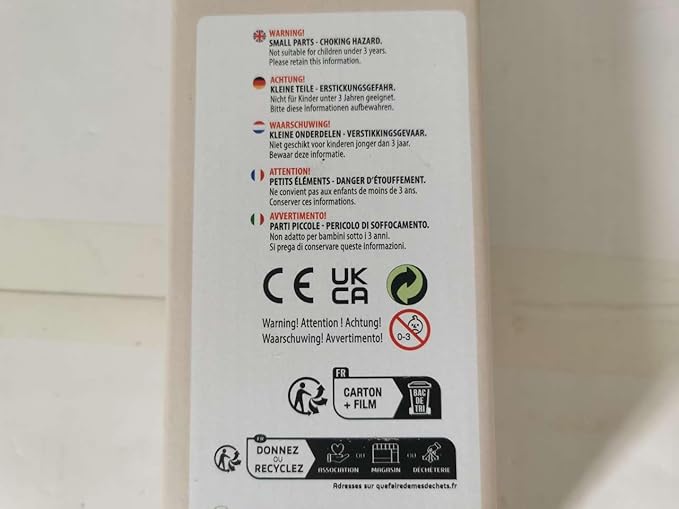 WARNING!
SMALL PARTS - CHOKING HAZARD.
Not suitable for children under 3 years.
Please retain this information.
ACHTUNG!
KLEINE TEILE - ERSTICKUNGSGEFAHR.
Nicht für Kinder unter 3 Jahren geeignet.
Bitte diese Informationen aufbewahren.
WAARSCHUWING!
KLEINE ONDERDELEN - VERSTIKKINGSGEVAAR.
Niet geschikt voor kinderen jonger dan 3 jaar.
Bewaar deze informatie.
ATTENTION!
PETITS ÉLÉMENTS - DANGER D'ÉTOUFFEMENT.
Ne convient pas aux enfants de moins de 3 ans.
Conserver ces informations.
AVVERTIMENTO!
PARTI PICCOLE - PERICOLO DI SOFFOCAMENTO.
Non adatto per bambini sotto i 3 anni.
Si prega di conservare queste Informazioni.
CE
UK
CA
Warning! Attention ! Achtung!
Waarschuwing! Avvertimento!
0-3
FR
CARTON
+ FILM
BAC
DE
TRI
FR
DONNEZ
OU
RECYCLEZ
ASSOCIATION
OU
MAGASIN
OU
DÉCHÈTERIE
Adresses sur quefairedemesdechets.fr